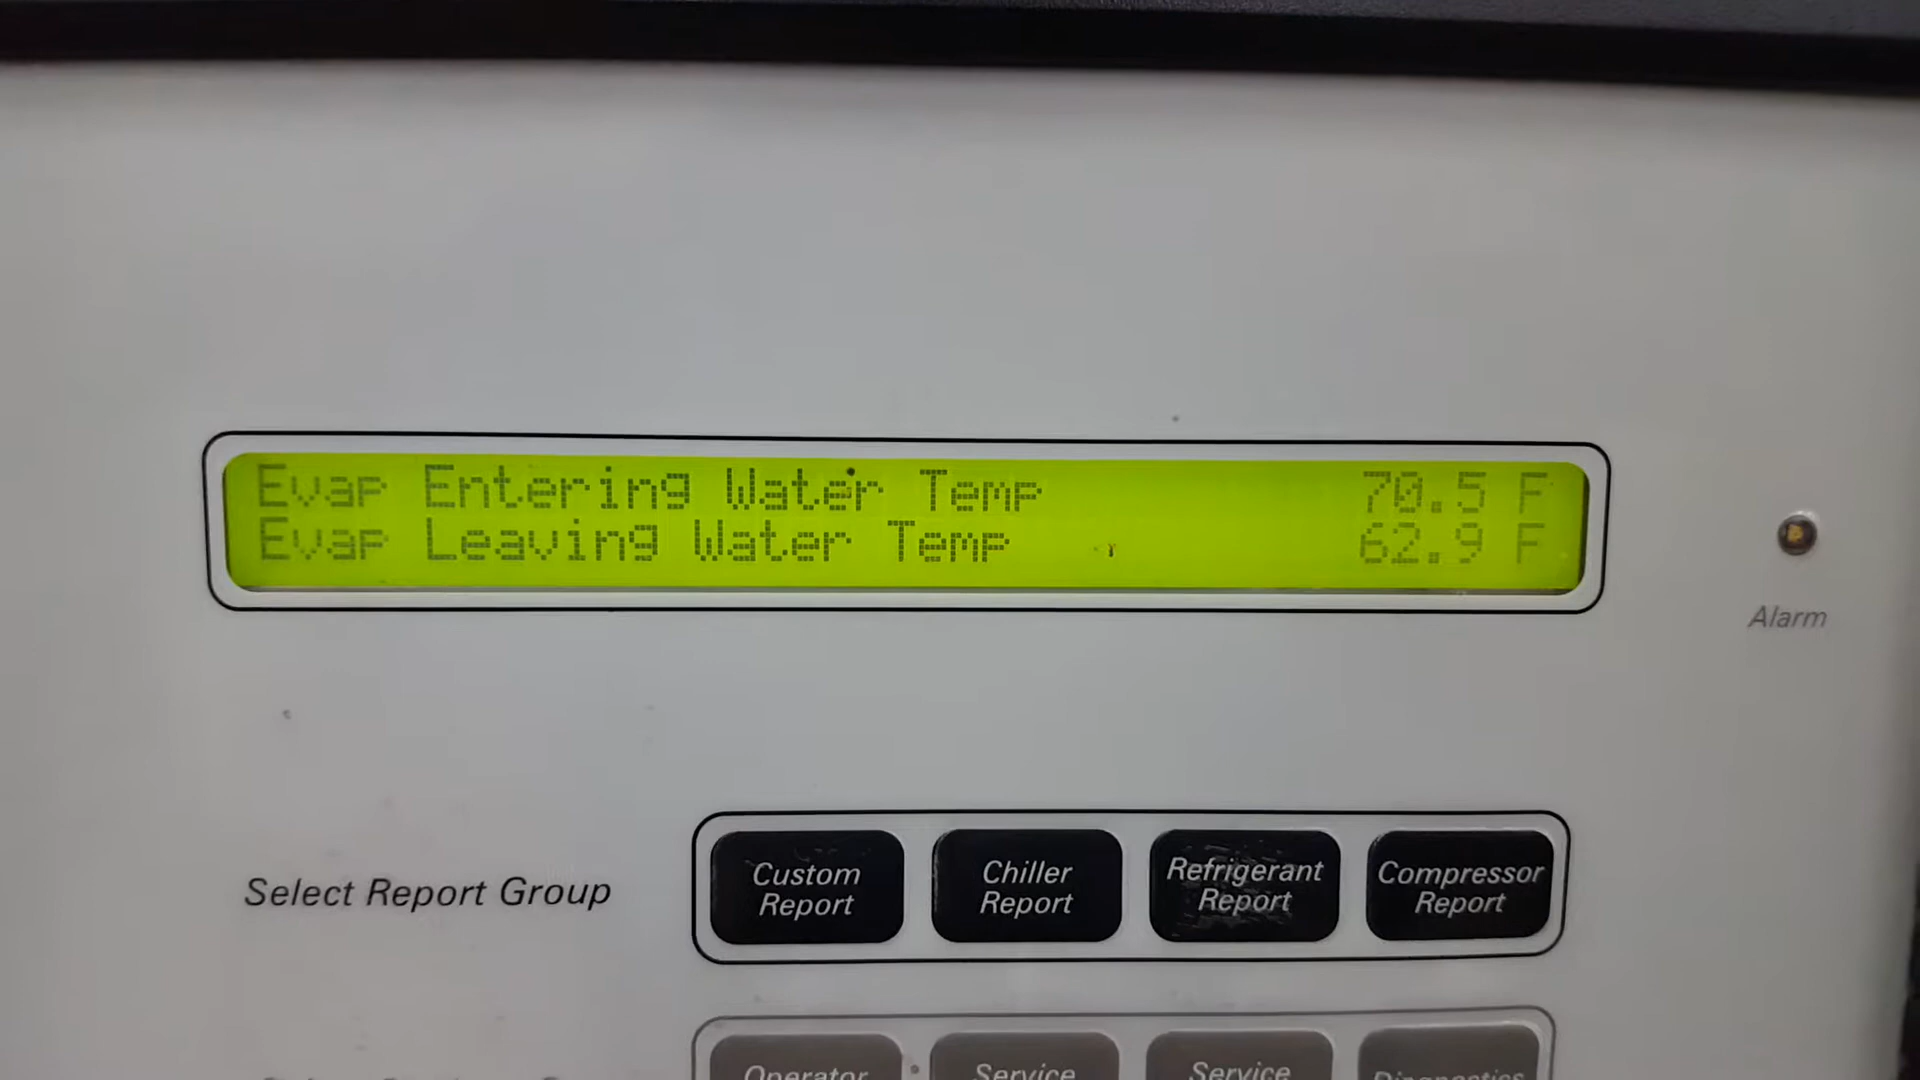 Evap Entering Water Temp 70.5 F
Evap Leaving Water Temp 62.9 F
Alarm
Select Report Group
Custom Report
Chiller Report
Refrigerant Report
Compressor Report
Operator
Service
Service
Diagnostics